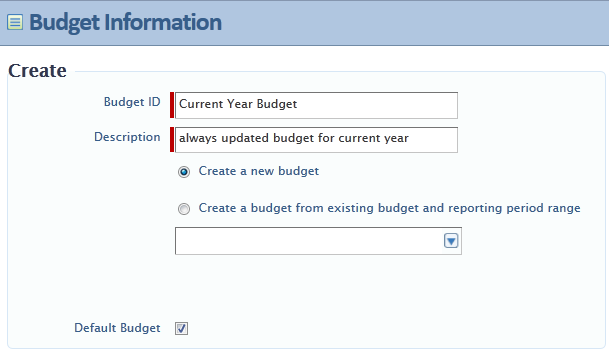 Budget Information
Create
Budget ID Current Year Budget
Description always updated budget for current year
Create a new budget
Create a budget from existing budget and reporting period range
Default Budget